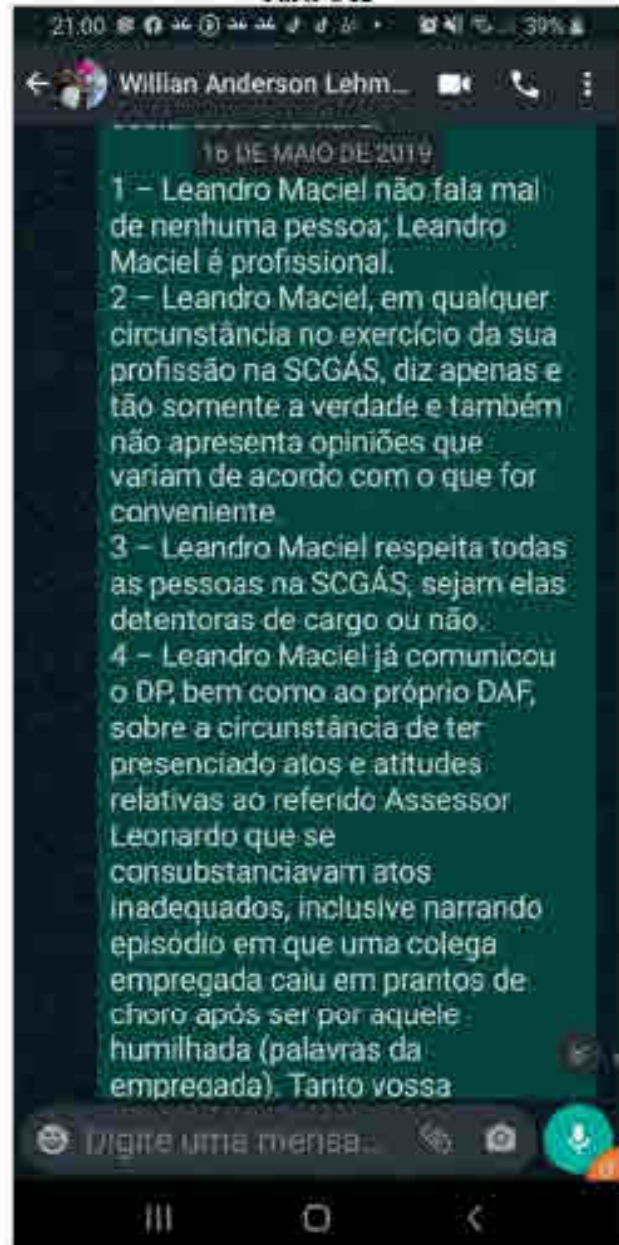 21:00
39%
Willian Anderson Lehm...
16 DE MAIO DE 2019
1 – Leandro Maciel não fala mal
de nenhuma pessoa; Leandro
Maciel é profissional.
2 – Leandro Maciel, em qualquer
circunstância no exercício da sua
profissão na SCGÁS, diz apenas e
tão somente a verdade e também
não apresenta opiniões que
variam de acordo com o que for
conveniente.
3 – Leandro Maciel respeita todas
as pessoas na SCGÁS, sejam elas
detentoras de cargo ou não.
4 – Leandro Maciel já comunicou
o DP, bem como ao próprio DAF,
sobre a circunstância de ter
presenciado atos e atitudes
relativas ao referido Assessor
Leonardo que se
consubstanciavam atos
inadequados, inclusive narrando
episódio em que uma colega
empregada caiu em prantos de
choro após ser por aquele
humilhada (palavras da
empregada). Tanto vossa
Digite uma mensa...